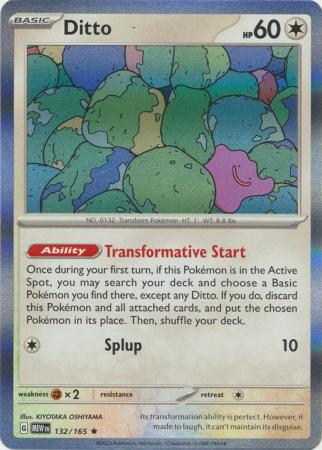 BASIC
Ditto
HP 60
NO. 0132 Transform Pokémon HT: 1' WT: 8.8 lbs.
Ability Transformative Start
Once during your first turn, if this Pokémon is in the Active
Spot, you may search your deck and choose a Basic
Pokémon you find there, except any Ditto. If you do, discard
this Pokémon and all attached cards, and put the chosen
Pokémon in its place. Then, shuffle your deck.
Splup 10
weakness ×2 resistance retreat
Illus. KIYOTAKA OSHIYAMA
G MEW EN 132/165 ★
Its transformation ability is perfect. However, if
made to laugh, it can't maintain its disguise.
©2023 Pokémon / Nintendo / Creatures / GAME FREAK